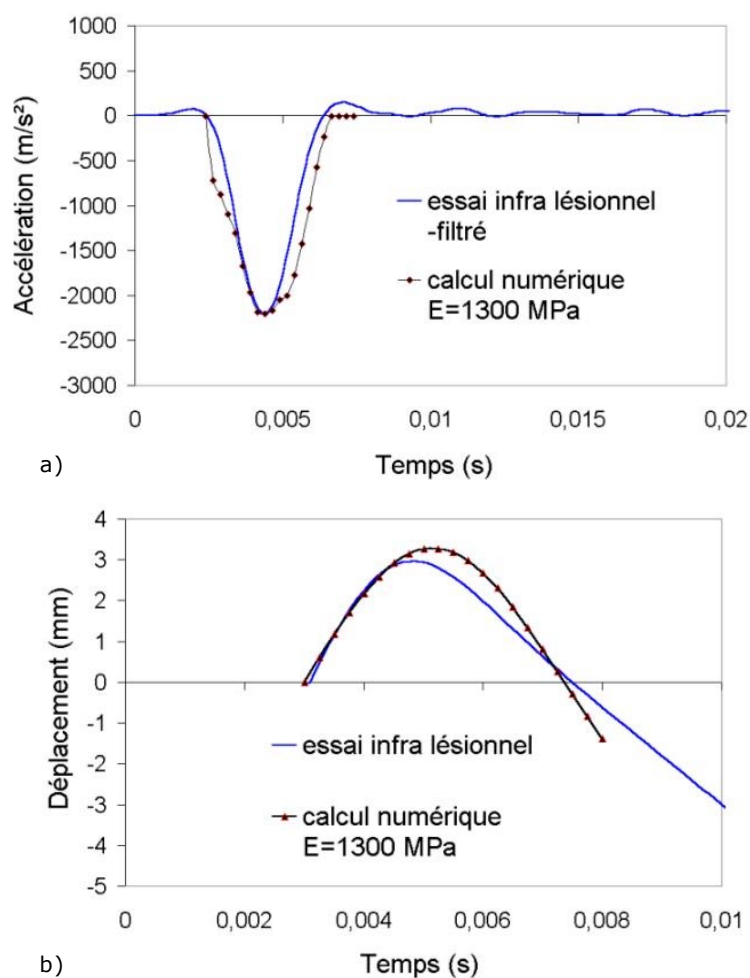 1000
500
0
-500
-1000
-1500
-2000
-2500
-3000
Accélération (m/s²)
essai infra lésionnel
-filtré
calcul numérique
E=1300 MPa
0 0,005 0,01 0,015 0,02
Temps (s)
a)
4
3
2
1
0
-1
-2
-3
-4
-5
Déplacement (mm)
essai infra lésionnel
calcul numérique
E=1300 MPa
0 0,002 0,004 0,006 0,008 0,01
Temps (s)
b)